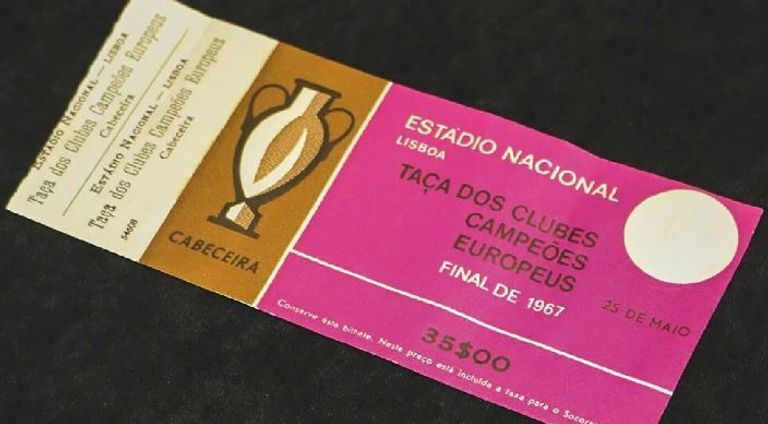 Estádio Nacional — Lisboa
Taça dos Clubes Campeões Europeus
Cabeceira
Estádio Nacional — Lisboa
Taça dos Clubes Campeões Europeus
Cabeceira
54608
CABECEIRA
ESTÁDIO NACIONAL
LISBOA
TAÇA DOS CLUBES
CAMPEÕES
EUROPEUS
FINAL DE 1967
25 DE MAIO
35$00
Conserve este bilhete. Neste preço está incluída a taxa para o Socorro